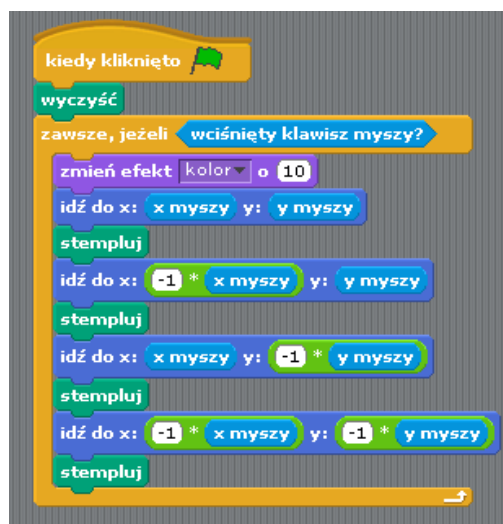 kiedy kliknięto
wyczyść
zawsze, jeżeli wciśnięty klawisz myszy?
zmień efekt kolor o 10
idź do x: x myszy y: y myszy
stempluj
idź do x: -1 * x myszy y: y myszy
stempluj
idź do x: x myszy y: -1 * y myszy
stempluj
idź do x: -1 * x myszy y: -1 * y myszy
stempluj